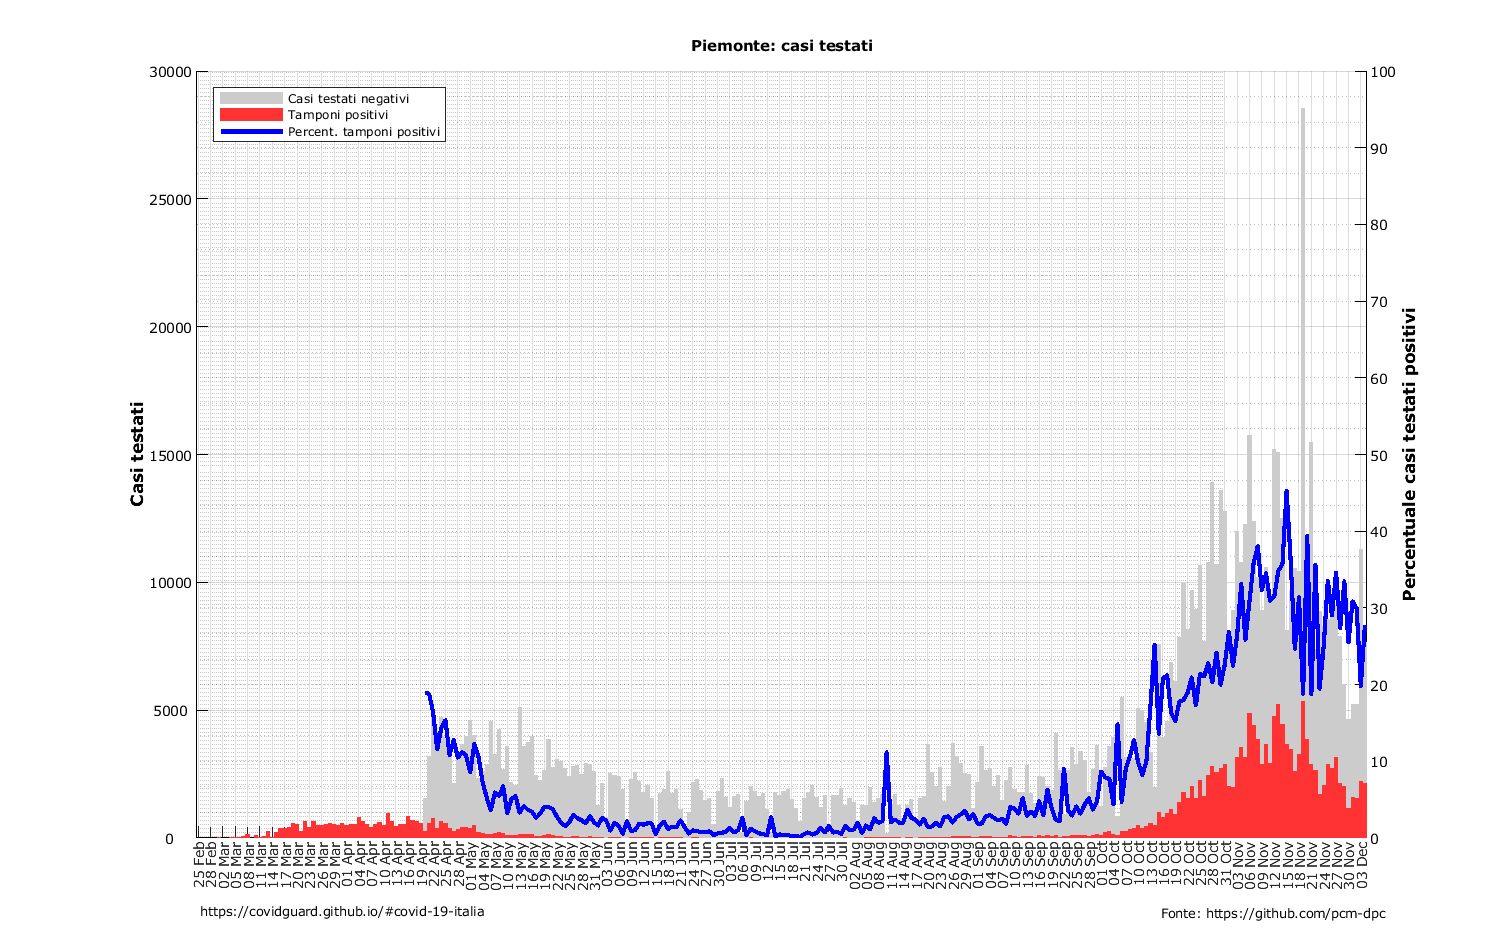 Piemonte: casi testati
Casi testati negativi
Tamponi positivi
Percent. tamponi positivi
30000
25000
20000
15000
10000
5000
0
100
90
80
70
60
50
40
30
20
10
0
Casi testati
Percentuale casi testati positivi
25 Feb
28 Feb
02 Mar
05 Mar
08 Mar
11 Mar
14 Mar
17 Mar
20 Mar
23 Mar
26 Mar
29 Mar
01 Apr
04 Apr
07 Apr
10 Apr
13 Apr
16 Apr
19 Apr
22 Apr
25 Apr
28 Apr
01 May
04 May
07 May
10 May
13 May
16 May
19 May
22 May
25 May
28 May
31 May
03 Jun
06 Jun
09 Jun
12 Jun
15 Jun
18 Jun
21 Jun
24 Jun
27 Jun
30 Jun
03 Jul
06 Jul
09 Jul
12 Jul
15 Jul
18 Jul
21 Jul
24 Jul
27 Jul
30 Jul
02 Aug
05 Aug
08 Aug
11 Aug
14 Aug
17 Aug
20 Aug
23 Aug
26 Aug
29 Aug
01 Sep
04 Sep
07 Sep
10 Sep
13 Sep
16 Sep
19 Sep
22 Sep
25 Sep
28 Sep
01 Oct
04 Oct
07 Oct
10 Oct
13 Oct
16 Oct
19 Oct
22 Oct
25 Oct
28 Oct
31 Oct
03 Nov
06 Nov
09 Nov
12 Nov
15 Nov
18 Nov
21 Nov
24 Nov
27 Nov
30 Nov
03 Dec
https://covidguard.github.io/#covid-19-italia
Fonte: https://github.com/pcm-dpc